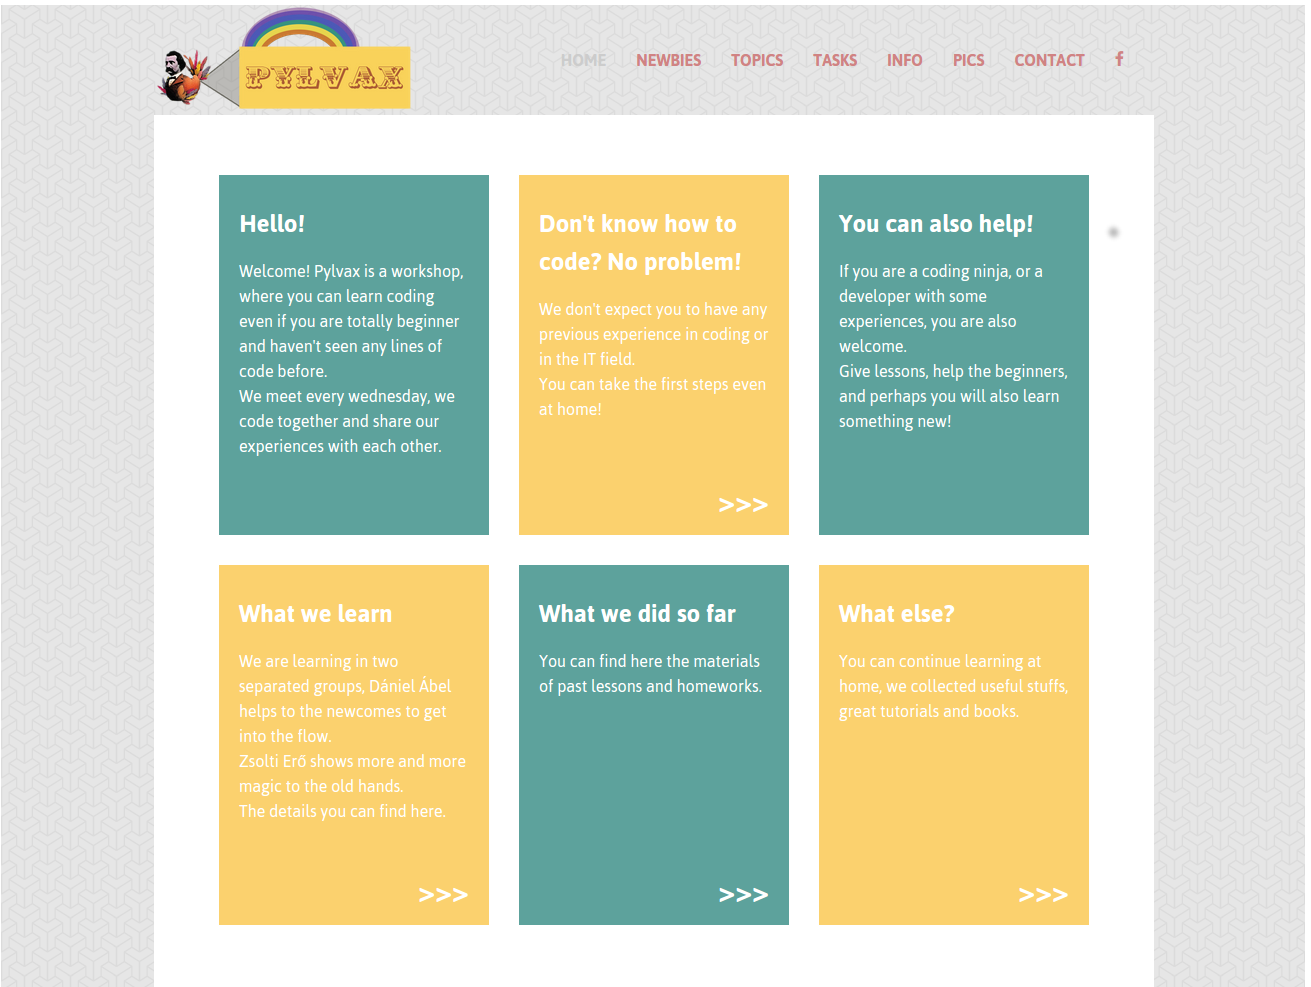 PYLVAX
HOME NEWBIES TOPICS TASKS INFO PICS CONTACT f
Hello!
Welcome! Pylvax is a workshop,
where you can learn coding
even if you are totally beginner
and haven't seen any lines of
code before.
We meet every wednesday, we
code together and share our
experiences with each other.
Don't know how to
code? No problem!
We don't expect you to have any
previous experience in coding or
in the IT field.
You can take the first steps even
at home!
>>>
You can also help!
If you are a coding ninja, or a
developer with some
experiences, you are also
welcome.
Give lessons, help the beginners,
and perhaps you will also learn
something new!
What we learn
We are learning in two
separated groups, Dániel Ábel
helps to the newcomes to get
into the flow.
Zsolti Erő shows more and more
magic to the old hands.
The details you can find here.
>>>
What we did so far
You can find here the materials
of past lessons and homeworks.
>>>
What else?
You can continue learning at
home, we collected useful stuffs,
great tutorials and books.
>>>